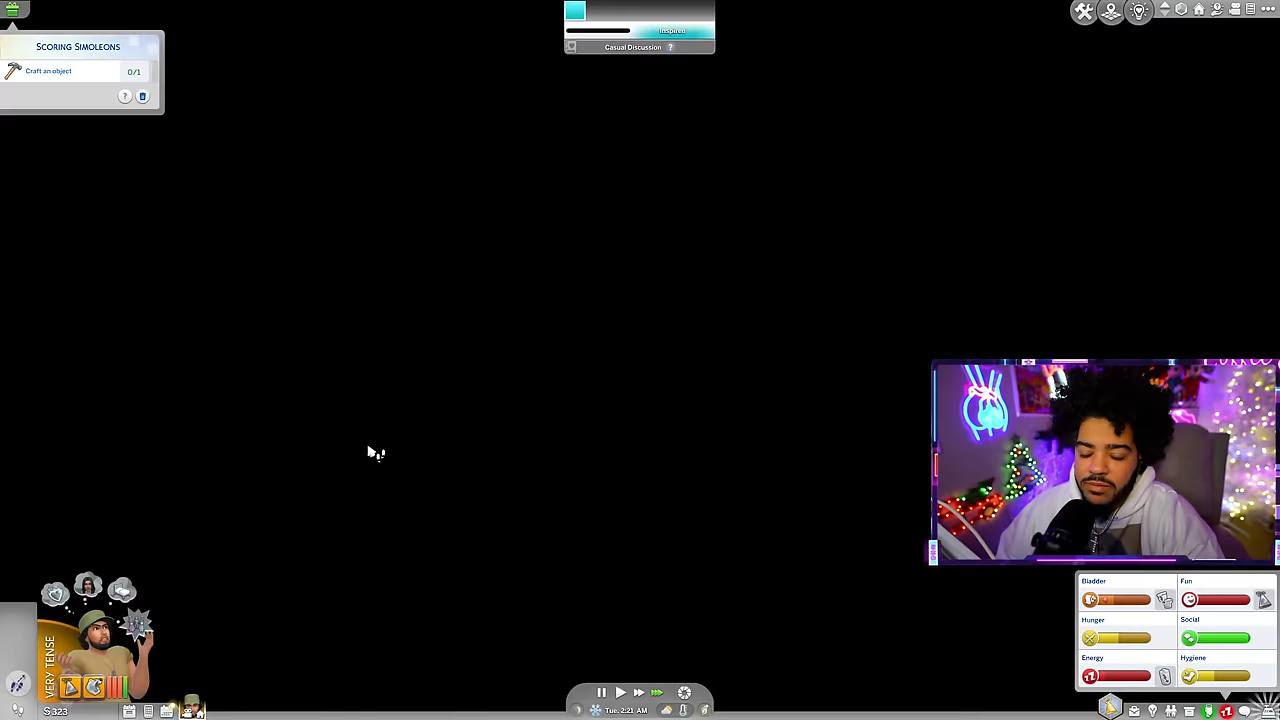 SCORING SIMOLEONS
Craft an object 0/1
?
Inspired
Casual Discussion ?
VERY TENSE
§323
Tue. 2:21 AM
Bladder
Fun
Hunger
Social
Energy
Hygiene